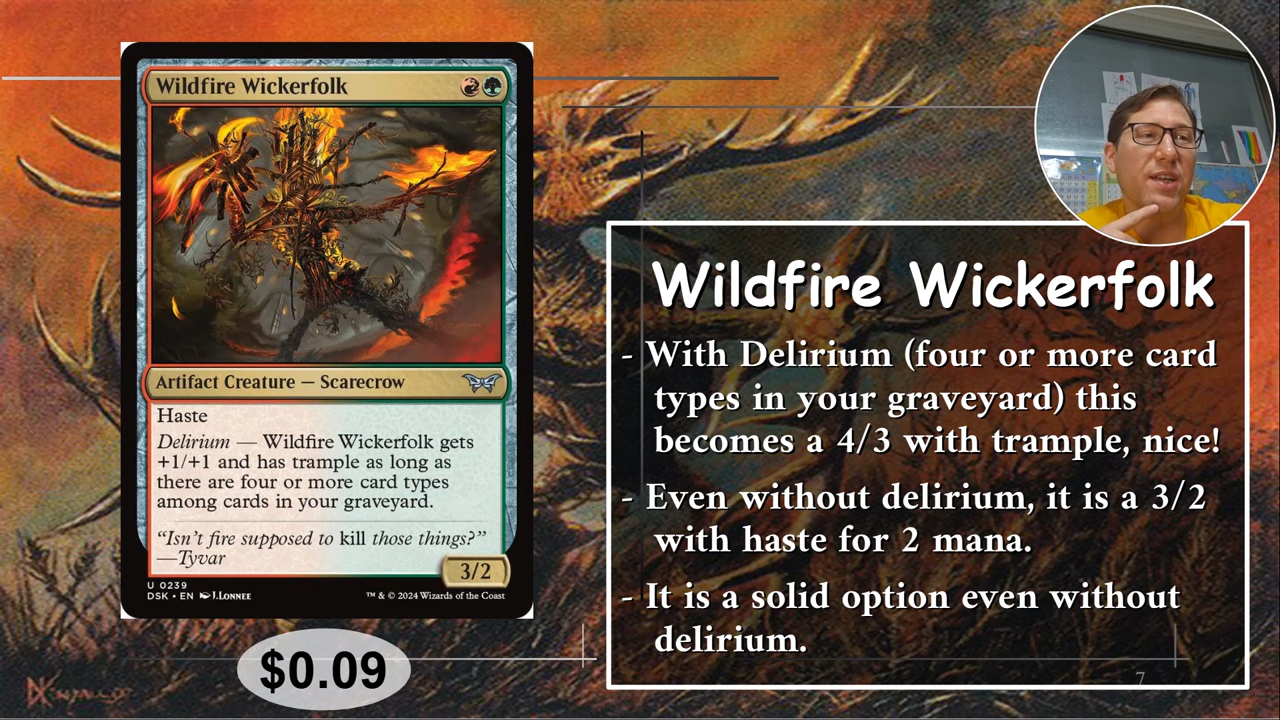 Wildfire Wickerfolk
Artifact Creature — Scarecrow
Haste
Delirium — Wildfire Wickerfolk gets
+1/+1 and has trample as long as
there are four or more card types
among cards in your graveyard.
“Isn’t fire supposed to kill those things?”
—Tyvar
3/2
U 0239
DSK • EN J.LONNEE
™ & © 2024 Wizards of the Coast
$0.09
Wildfire Wickerfolk
- With Delirium (four or more card
types in your graveyard) this
becomes a 4/3 with trample, nice!
- Even without delirium, it is a 3/2
with haste for 2 mana.
- It is a solid option even without
delirium.
7